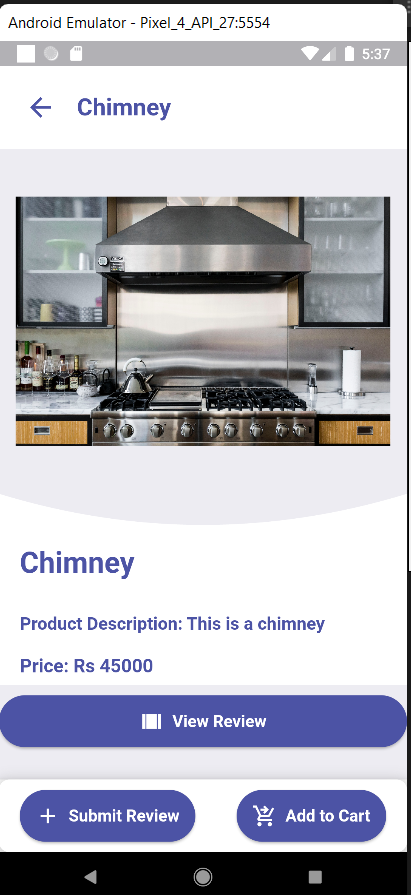 Android Emulator - Pixel_4_API_27:5554
5:37
Chimney
Chimney
Product Description: This is a chimney
Price: Rs 45000
View Review
Submit Review
Add to Cart